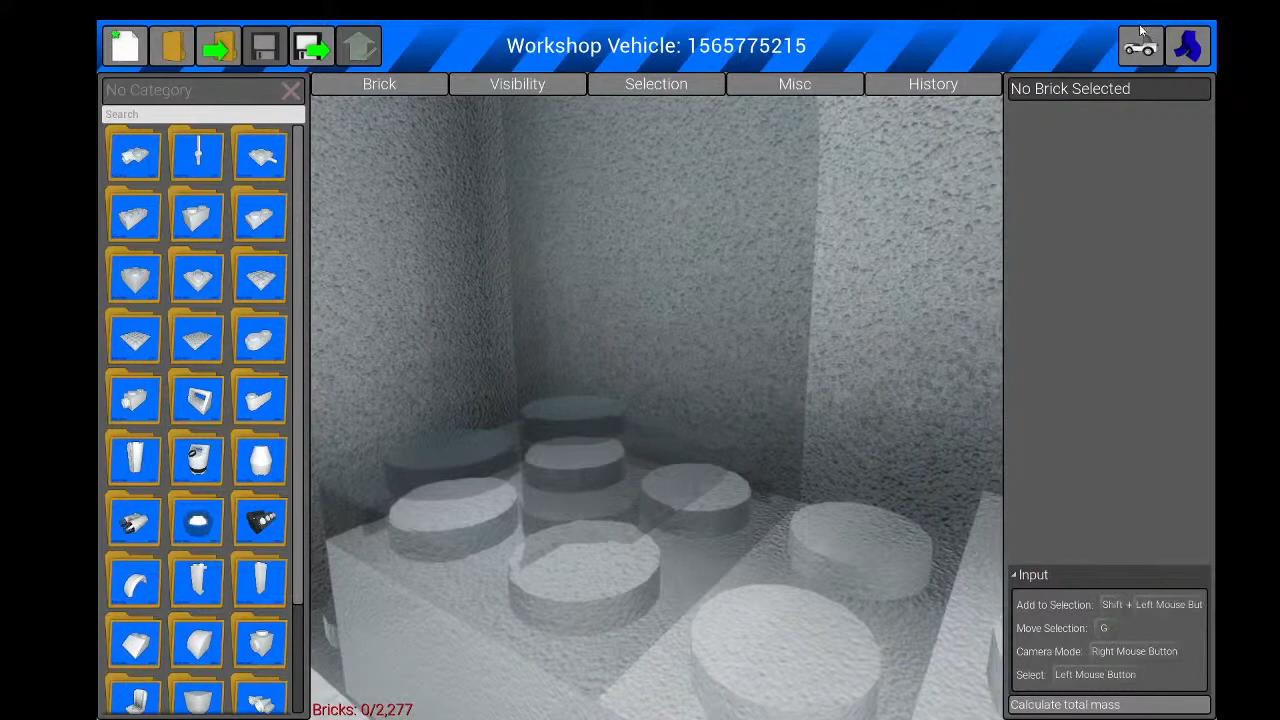 Workshop Vehicle: 1565775215
No Category
Search
Brick
Visibility
Selection
Misc
History
No Brick Selected
Bricks: 0/2,277
Input
Add to Selection: Shift + Left Mouse But
Move Selection: G
Camera Mode: Right Mouse Button
Select: Left Mouse Button
Calculate total mass